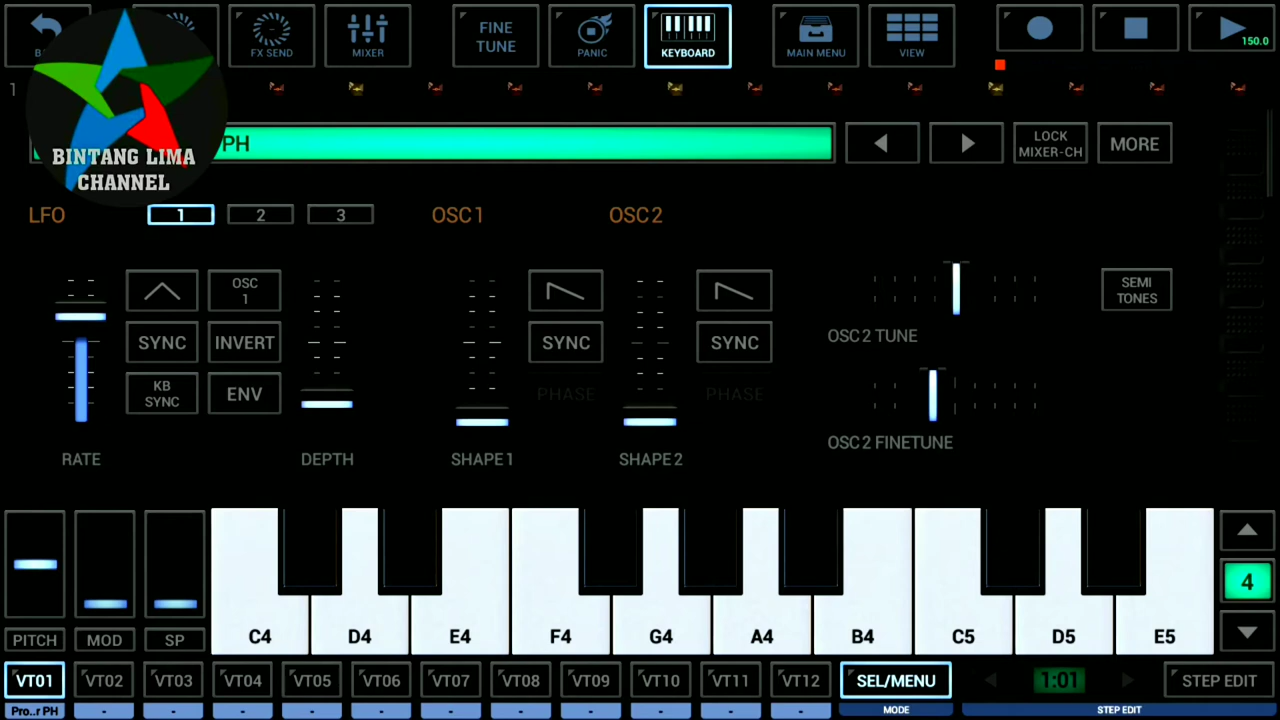 FX SEND
MIXER
FINE
TUNE
PANIC
KEYBOARD
MAIN MENU
VIEW
150.0
1
PH
LOCK
MIXER-CH
MORE
BINTANG LIMA
CHANNEL
LFO
1
2
3
OSC 1
OSC 2
OSC
1
SEMI
TONES
SYNC
INVERT
SYNC
SYNC
OSC 2 TUNE
KB
SYNC
ENV
PHASE
PHASE
OSC 2 FINETUNE
RATE
DEPTH
SHAPE 1
SHAPE 2
4
PITCH
MOD
SP
C4
D4
E4
F4
G4
A4
B4
C5
D5
E5
VT01
VT02
VT03
VT04
VT05
VT06
VT07
VT08
VT09
VT10
VT11
VT12
SEL/MENU
1:01
STEP EDIT
Pro..r PH
MODE
STEP EDIT